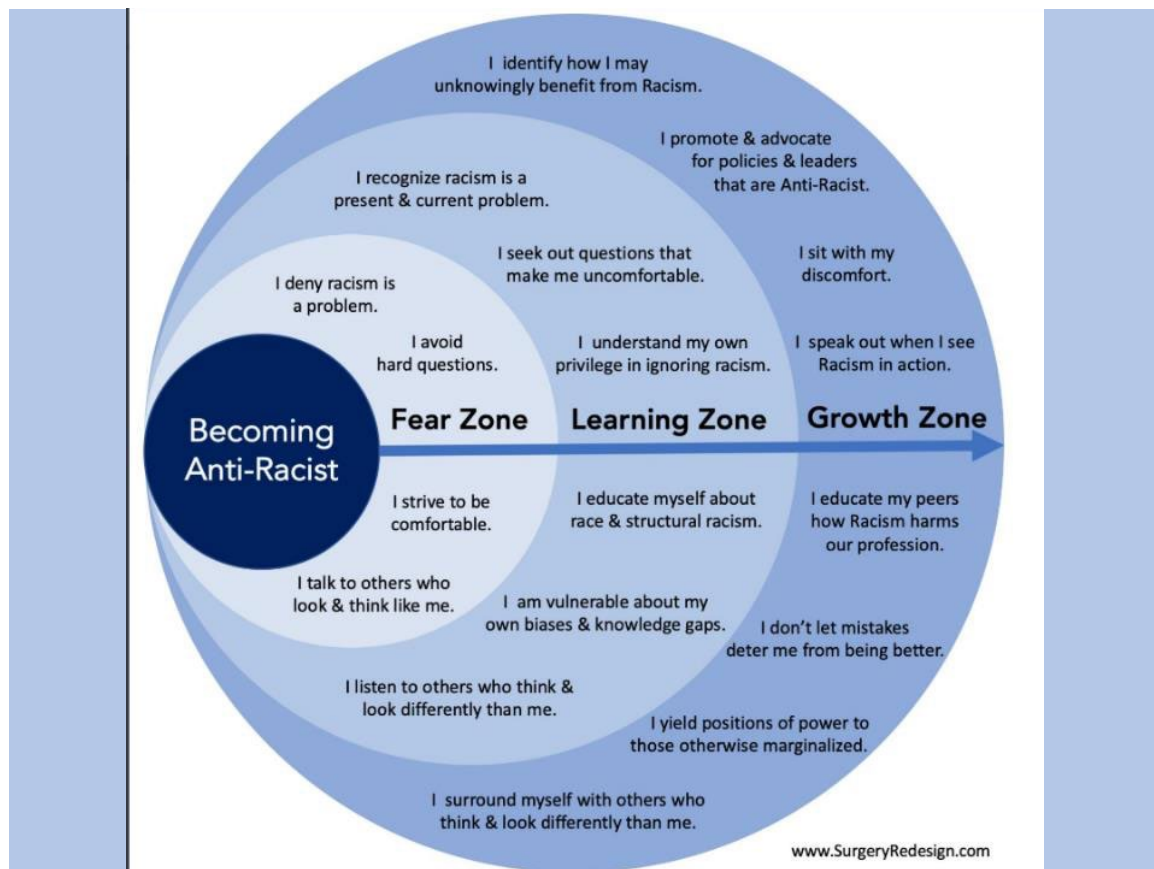 I identify how I may
unknowingly benefit from Racism.
I promote & advocate
for policies & leaders
that are Anti-Racist.
I recognize racism is a
present & current problem.
I seek out questions that
make me uncomfortable.
I sit with my
discomfort.
I deny racism is
a problem.
I avoid
hard questions.
I understand my own
privilege in ignoring racism.
I speak out when I see
Racism in action.
Becoming
Anti-Racist
Fear Zone
Learning Zone
Growth Zone
I strive to be
comfortable.
I educate myself about
race & structural racism.
I educate my peers
how Racism harms
our profession.
I talk to others who
look & think like me.
I am vulnerable about my
own biases & knowledge gaps.
I don't let mistakes
deter me from being better.
I listen to others who think &
look differently than me.
I yield positions of power to
those otherwise marginalized.
I surround myself with others who
think & look differently than me.
www.SurgeryRedesign.com